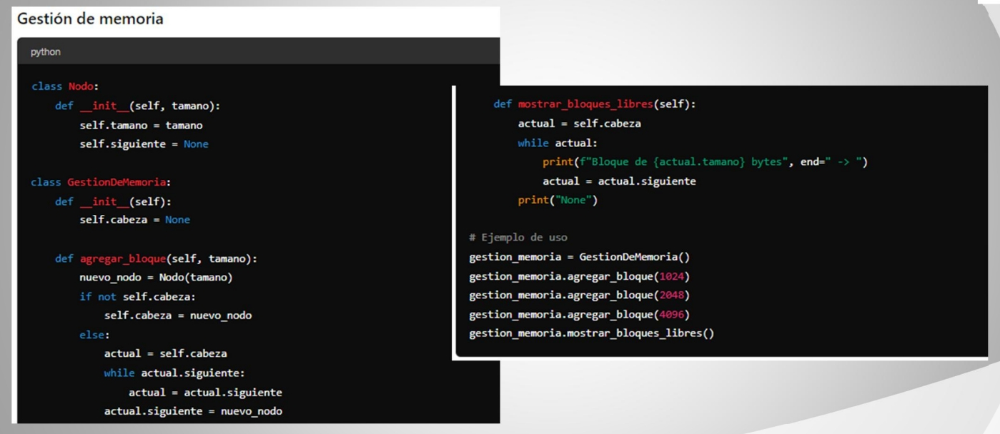 Gestión de memoria
python
class Nodo:
    def __init__(self, tamano):
        self.tamano = tamano
        self.siguiente = None
class GestionDeMemoria:
    def __init__(self):
        self.cabeza = None
    def agregar_bloque(self, tamano):
        nuevo_nodo = Nodo(tamano)
        if not self.cabeza:
            self.cabeza = nuevo_nodo
        else:
            actual = self.cabeza
            while actual.siguiente:
                actual = actual.siguiente
            actual.siguiente = nuevo_nodo
    def mostrar_bloques_libres(self):
        actual = self.cabeza
        while actual:
            print(f"Bloque de {actual.tamano} bytes", end=" -> ")
            actual = actual.siguiente
        print("None")
# Ejemplo de uso
gestion_memoria = GestionDeMemoria()
gestion_memoria.agregar_bloque(1024)
gestion_memoria.agregar_bloque(2048)
gestion_memoria.agregar_bloque(4096)
gestion_memoria.mostrar_bloques_libres()